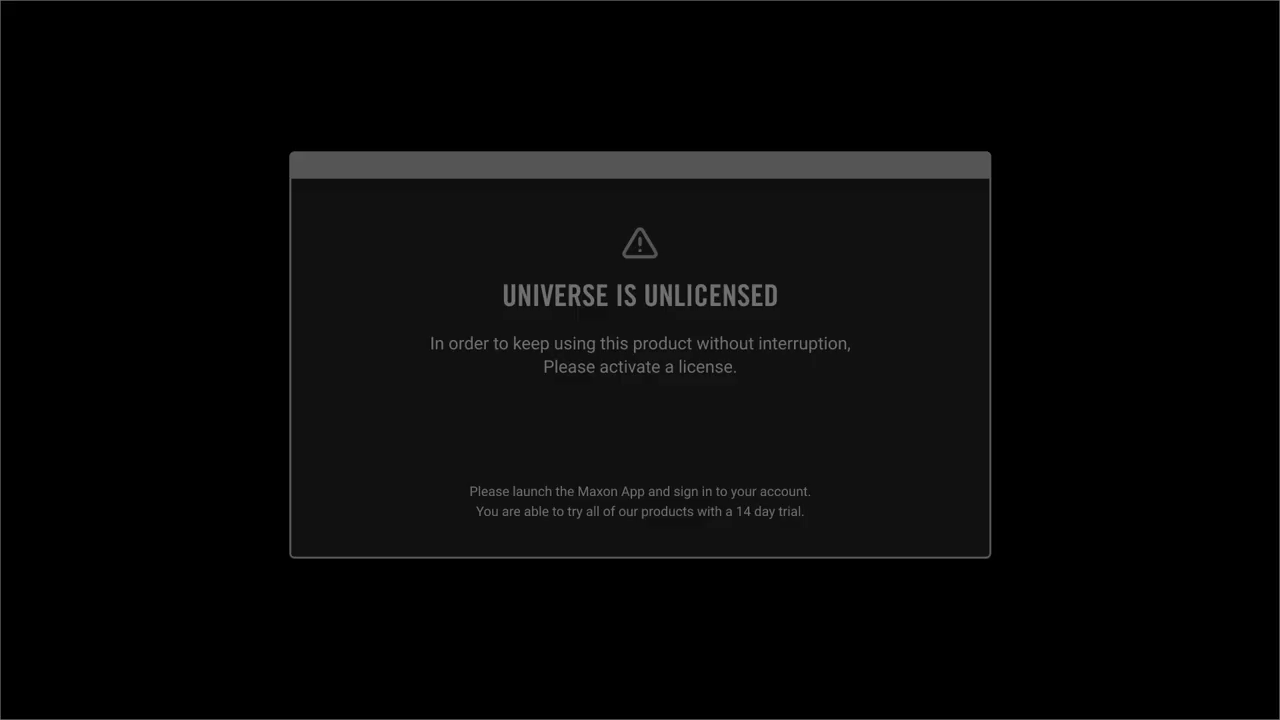 UNIVERSE IS UNLICENSED
In order to keep using this product without interruption,
Please activate a license.
Please launch the Maxon App and sign in to your account.
You are able to try all of our products with a 14 day trial.